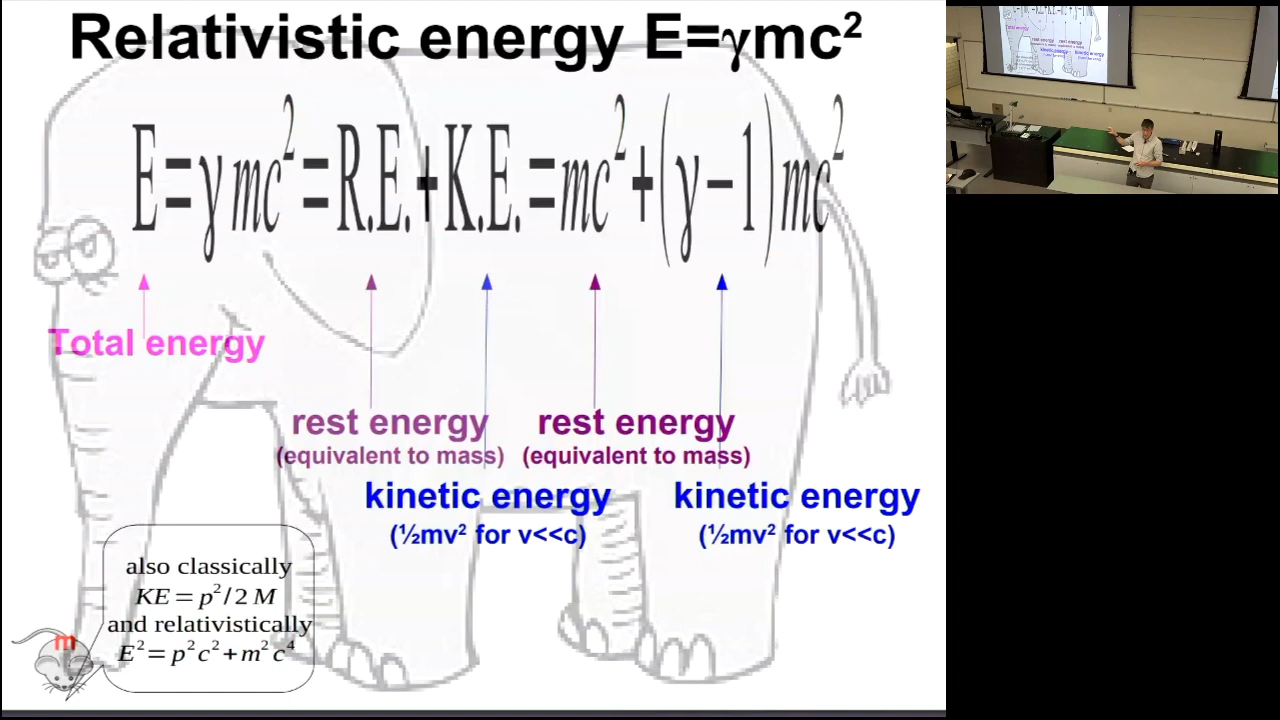 Relativistic energy E=γmc²
E=γmc²=R.E.+K.E.=mc²+(γ−1)mc²
Total energy
rest energy rest energy
(equivalent to mass) (equivalent to mass)
kinetic energy kinetic energy
(½mv² for v<<c) (½mv² for v<<c)
also classically
KE=p²/2M
and relativistically
E²=p²c²+m²c⁴
m